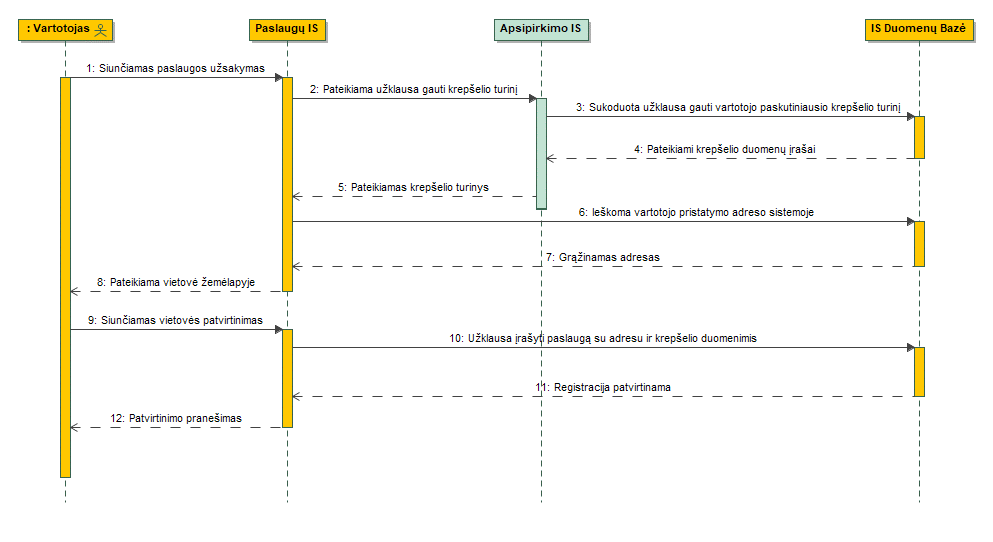 : Vartotojas
Paslaugų IS
Apsipirkimo IS
IS Duomenų Bazė
1: Siunčiamas paslaugos užsakymas
2: Pateikiama užklausa gauti krepšelio turinį
3: Sukoduota užklausa gauti vartotojo paskutiniausio krepšelio turinį
4: Pateikiami krepšelio duomenų įrašai
5: Pateikiamas krepšelio turinys
6: Ieškoma vartotojo pristatymo adreso sistemoje
7: Grąžinamas adresas
8: Pateikiama vietovė žemėlapyje
9: Siunčiamas vietovės patvirtinimas
10: Užklausa įrašyti paslaugą su adresu ir krepšelio duomenimis
11: Registracija patvirtinama
12: Patvirtinimo pranešimas